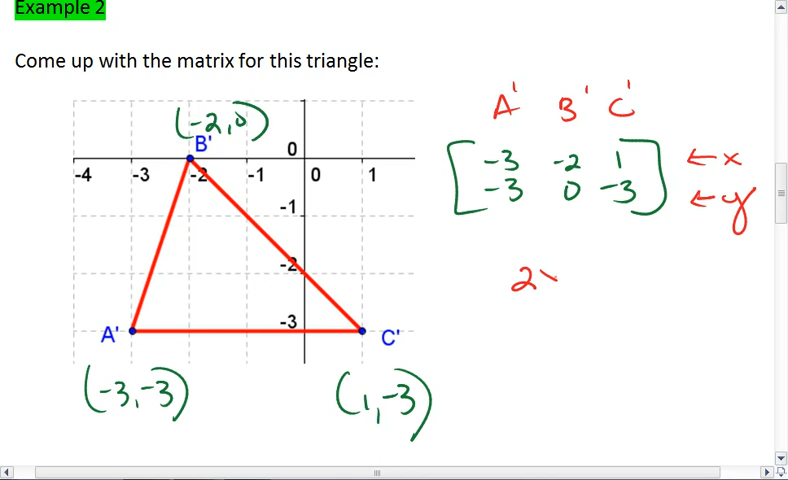 Example 2
Come up with the matrix for this triangle:
(-2,0)
B'
0
-4 -3 -2 -1 0 1
-1
-2
-3
A'
C'
(-3,-3)
(1,-3)
A' B' C'
-3 -2 1 ← x
-3 0 -3 ← y
2